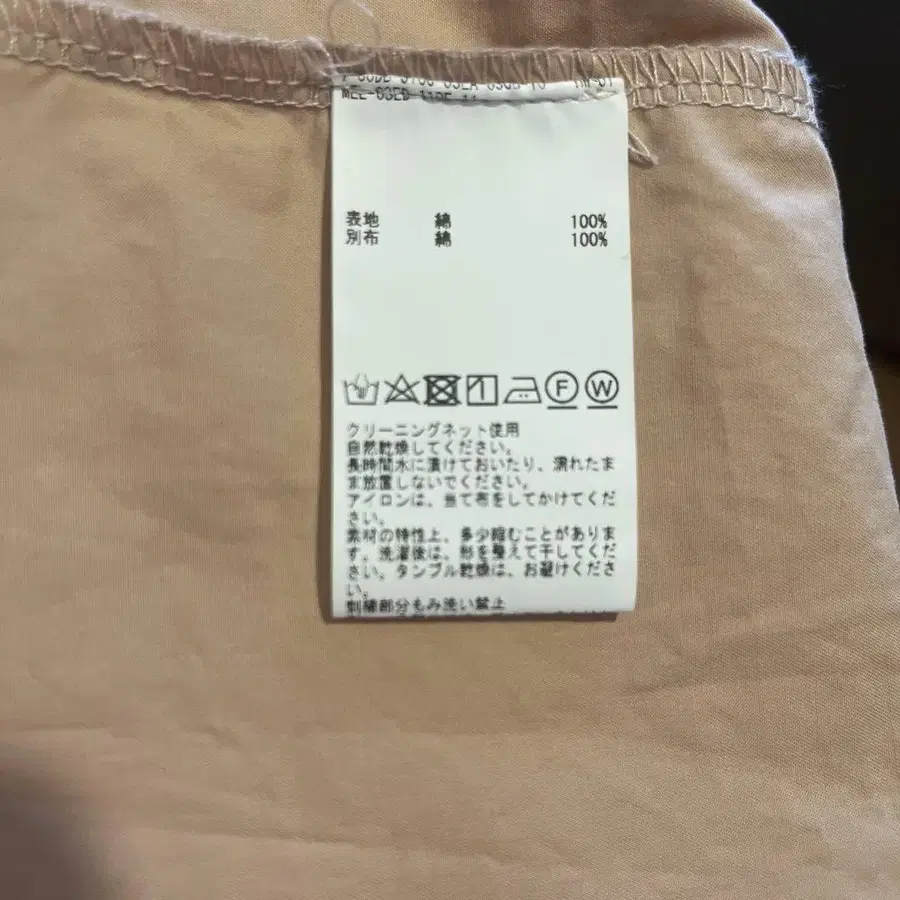 表地 綿 100%
別布 綿 100%
F W
クリーニングネット使用
自然乾燥してください。
長時間水に漬けておいたり、濡れたま
ま放置しないでください。
アイロンは、当て布をしてかけてくだ
さい。
素材の特性上、多少縮むことがありま
す。洗濯後は、形を整えて干してくだ
さい。タンブル乾燥は、お避けくださ
い。
刺繍部分もみ洗い禁止